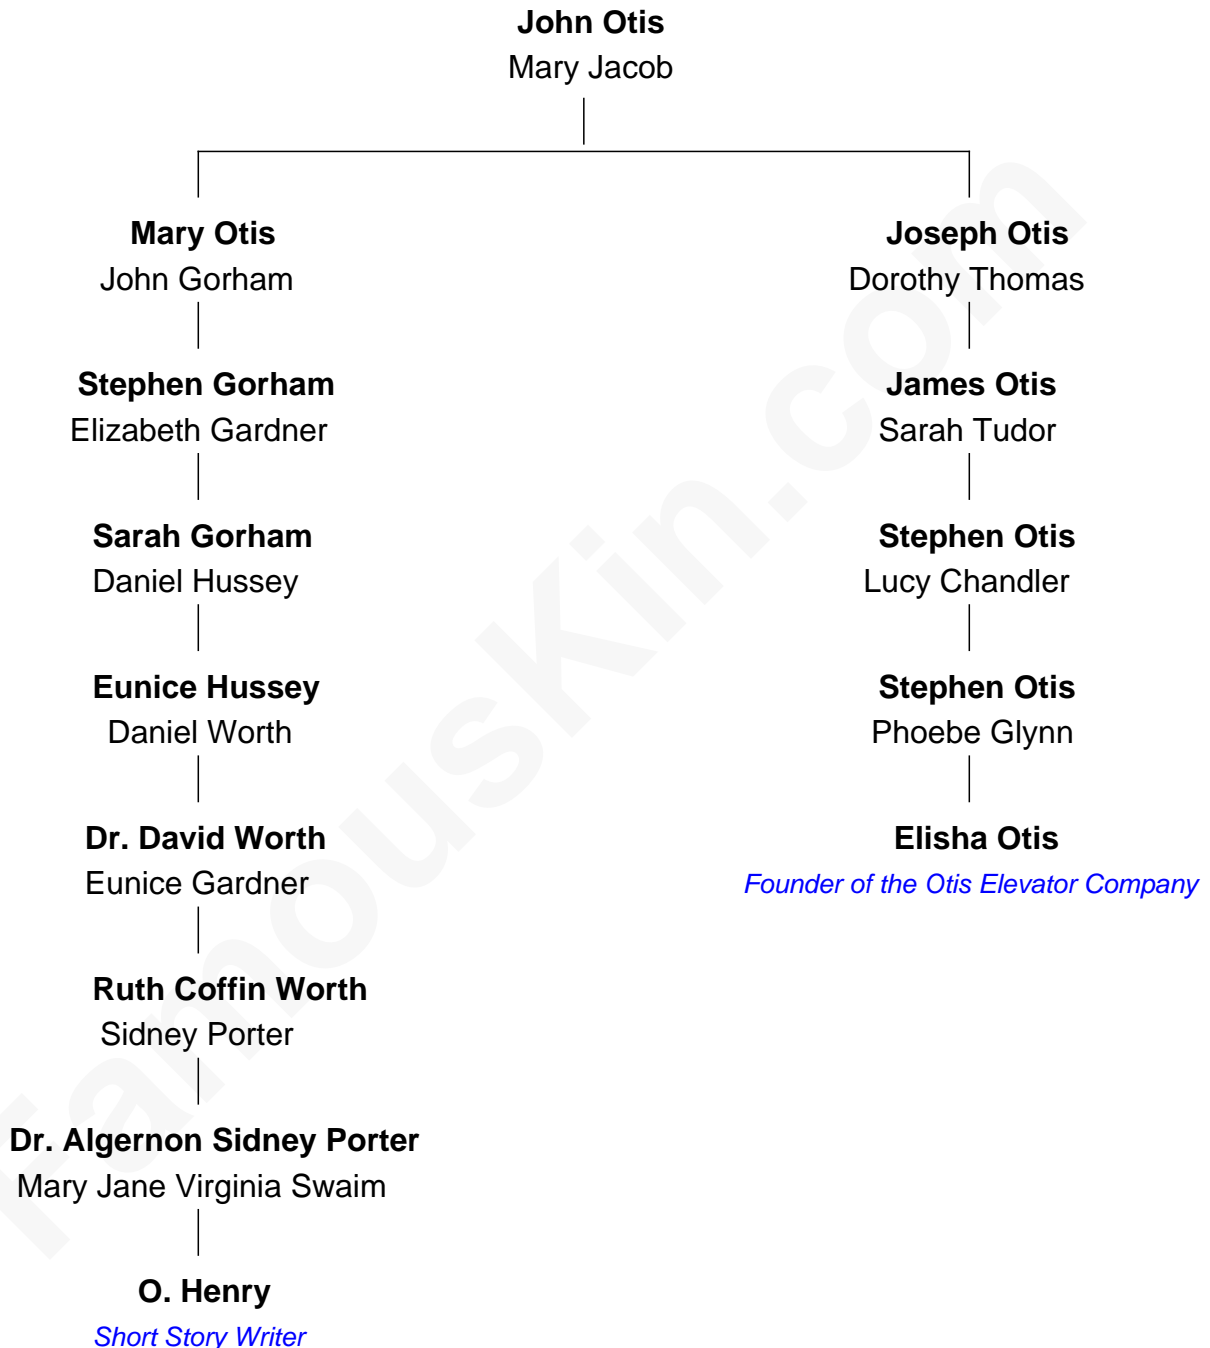 John Otis
Mary Jacob
Mary Otis
John Gorham
Stephen Gorham
Elizabeth Gardner
Sarah Gorham
Daniel Hussey
Eunice Hussey
Daniel Worth
Dr. David Worth
Eunice Gardner
Ruth Coffin Worth
Sidney Porter
Dr. Algernon Sidney Porter
Mary Jane Virginia Swaim
O. Henry
Short Story Writer
Joseph Otis
Dorothy Thomas
James Otis
Sarah Tudor
Stephen Otis
Lucy Chandler
Stephen Otis
Phoebe Glynn
Elisha Otis
Founder of the Otis Elevator Company
FamousKin.com